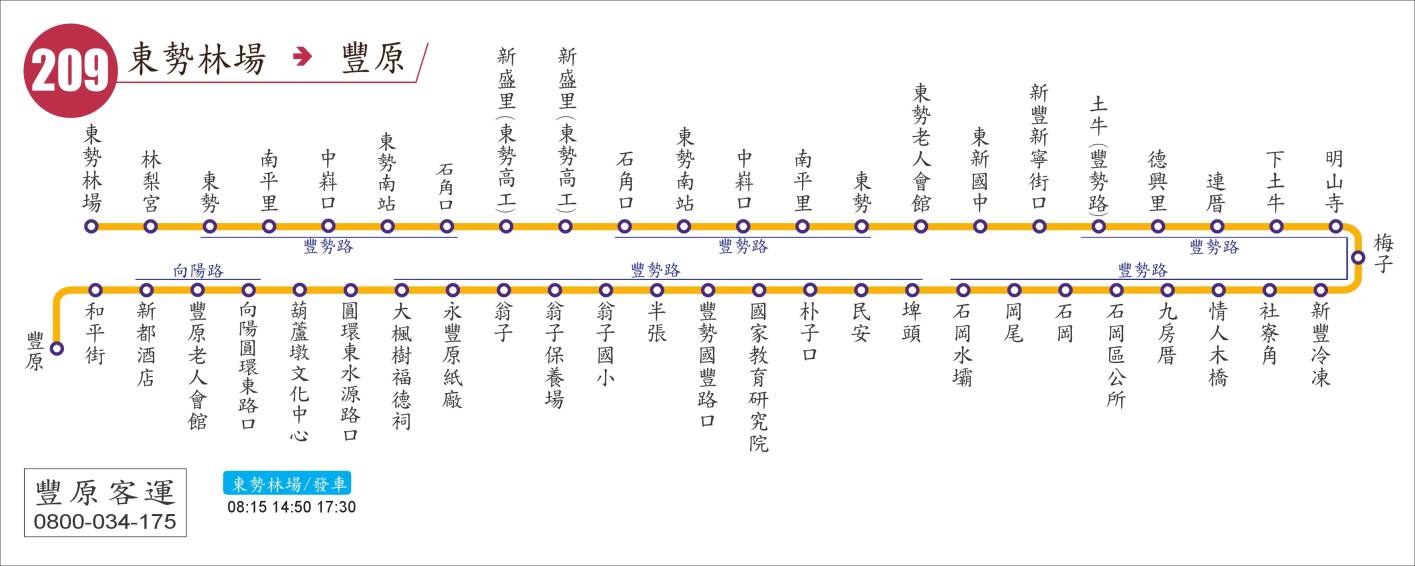 209 東勢林場 ➔ 豐原
東勢林場
林梨宮
東勢
南平里
中嵙口
東勢南站
石角口
新盛里(東勢高工)
新盛里(東勢高工)
石角口
東勢南站
中嵙口
南平里
東勢
東勢老人會館
東新國中
新豐新寧街口
土牛(豐勢路)
德興里
連厝
下土牛
明山寺
梅子
豐勢路
豐勢路
豐勢路
向陽路
豐勢路
豐勢路
豐原
和平街
新都酒店
豐原老人會館
向陽圓環東路口
葫蘆墩文化中心
圓環東水源路口
大楓樹福德祠
永豐原紙廠
翁子
翁子保養場
翁子國小
半張
豐勢國豐路口
國家教育研究院
朴子口
民安
埤頭
石岡水壩
岡尾
石岡
石岡區公所
九房厝
情人木橋
社寮角
新豐冷凍
豐原客運
0800-034-175
東勢林場/發車
08:15 14:50 17:30